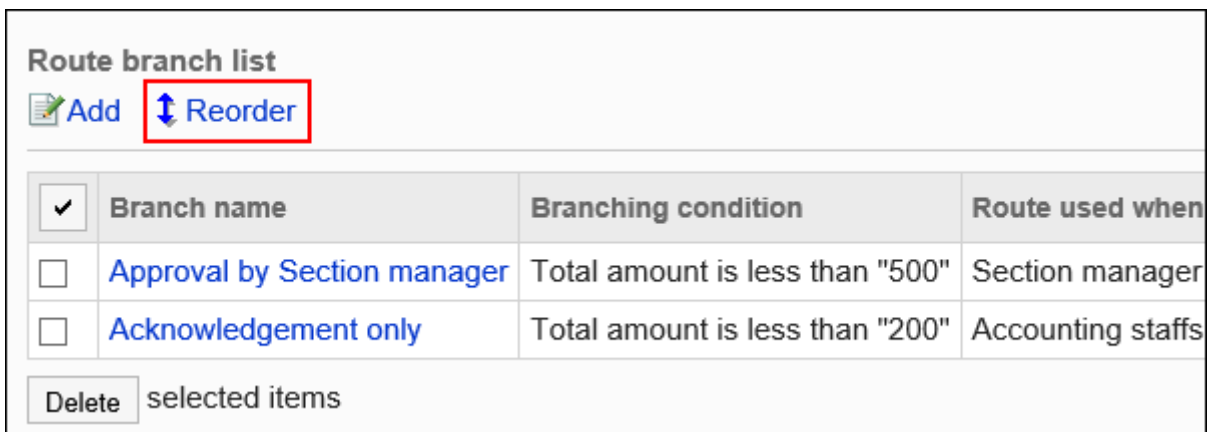 Route branch list
Add Reorder
Branch name Branching condition Route used when
Approval by Section manager Total amount is less than "500" Section manager
Acknowledgement only Total amount is less than "200" Accounting staffs
Delete selected items